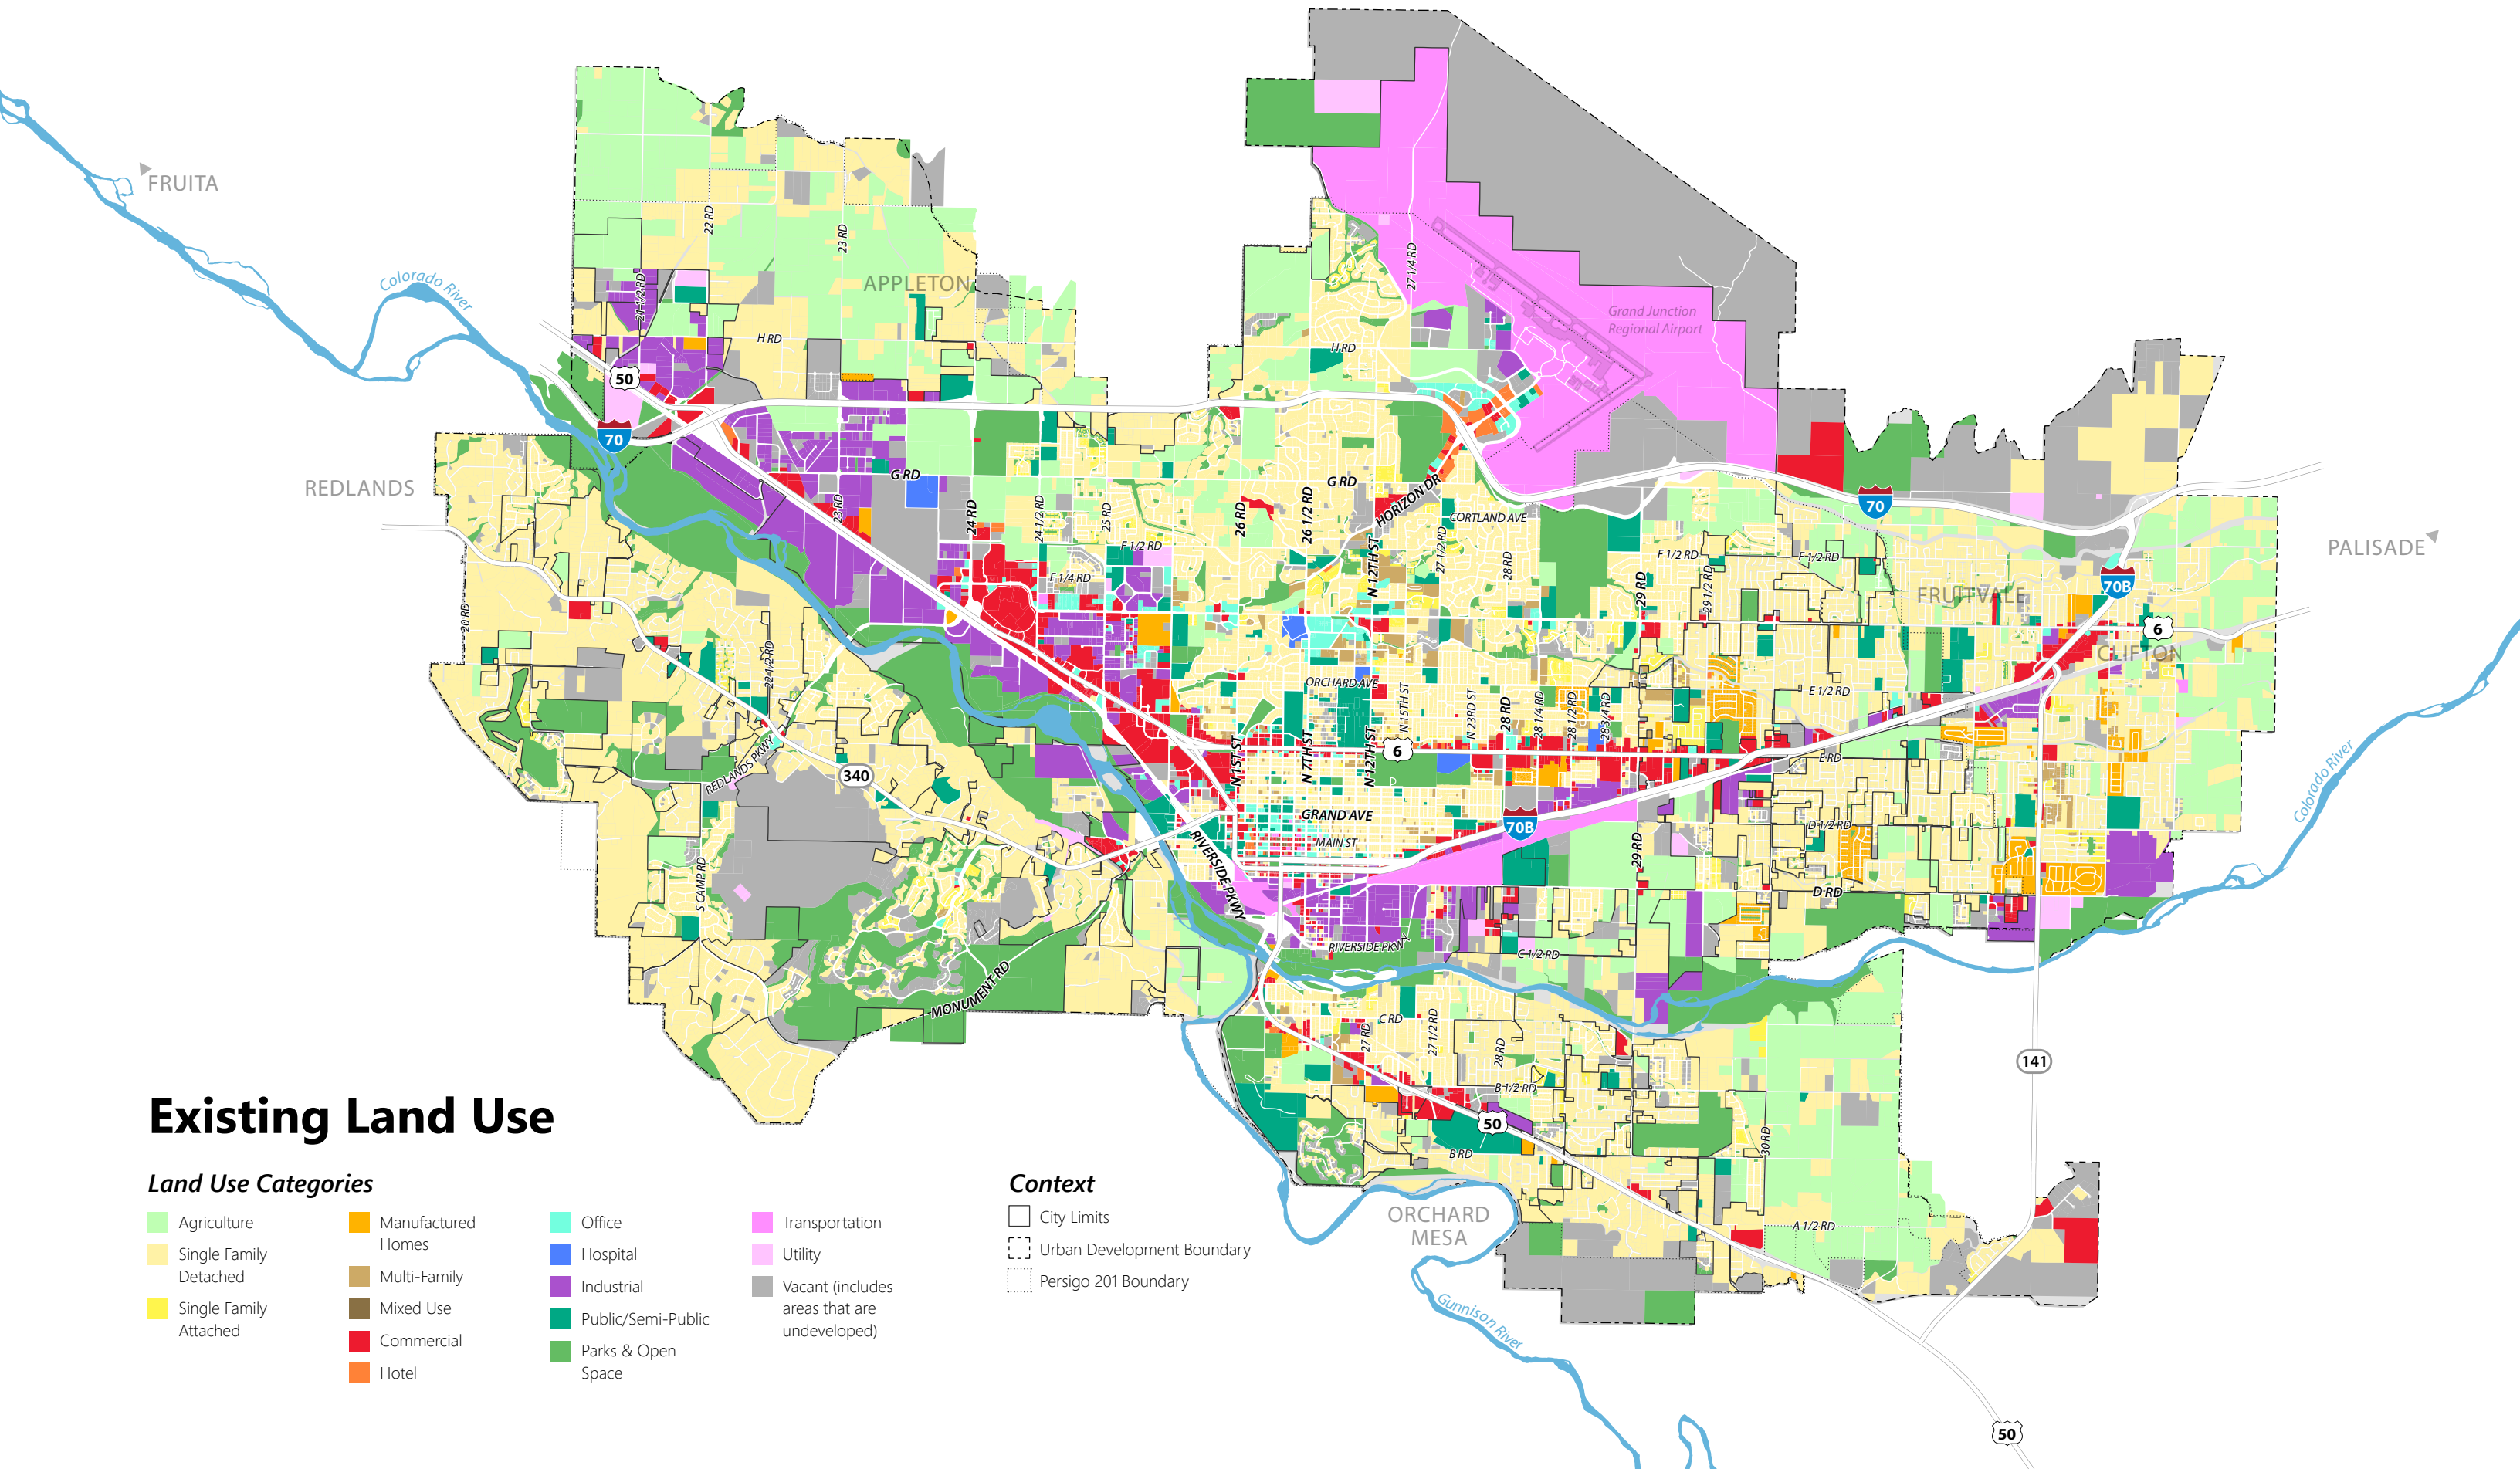 FRUITA
Colorado River
22 RD
23 RD
APPLETON
21 1/2 RD
27 1/4 RD
Grand Junction
Regional Airport
H RD
H RD
50
70
REDLANDS
G RD
23 RD
24 RD
24 1/2 RD
25 RD
26 RD
26 1/2 RD
G RD
HORIZON DR
CORTLAND AVE
70
PALISADE
F 1/2 RD
F 1/4 RD
N 12TH ST
27 1/2 RD
28 RD
29 RD
F 1/2 RD
29 1/2 RD
F 1/2 RD
FRUITVALE
70B
6
CLIFTON
20 RD
22 1/2 RD
ORCHARD AVE
N 15TH ST
N 23RD ST
28 RD
28 1/4 RD
28 1/2 RD
28 3/4 RD
E 1/2 RD
REDLANDS PKWY
340
N 1ST ST
N 7TH ST
N 12TH ST
6
E RD
Colorado River
GRAND AVE
MAIN ST
70B
D 1/2 RD
RIVERSIDE PKWY
29 RD
S CAMP RD
D RD
RIVERSIDE PKWY
C 1/2 RD
MONUMENT RD
C RD
27 RD
27 1/2 RD
28 RD
B 1/2 RD
141
50
B RD
30 RD
A 1/2 RD
ORCHARD
MESA
Gunnison River
50
Existing Land Use
Land Use Categories
Agriculture
Single Family
Detached
Single Family
Attached
Manufactured
Homes
Multi-Family
Mixed Use
Commercial
Hotel
Office
Hospital
Industrial
Public/Semi-Public
Parks & Open
Space
Transportation
Utility
Vacant (includes
areas that are
undeveloped)
Context
City Limits
Urban Development Boundary
Persigo 201 Boundary